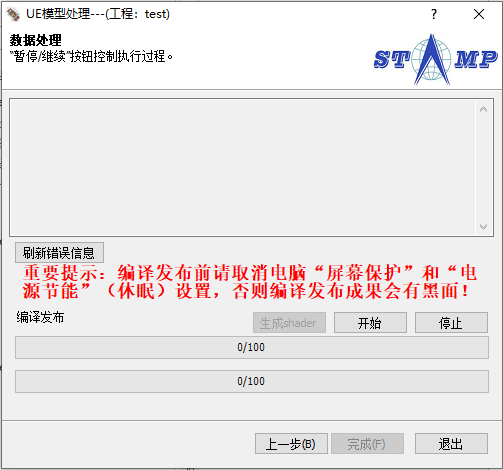 UE模型处理---(工程：test)
?
数据处理
"暂停/继续"按钮控制执行过程。
STAMP
刷新错误信息
重要提示：编译发布前请取消电脑“屏幕保护”和“电
源节能”（休眠）设置，否则编译发布成果会有黑面！
编译发布
生成shader
开始
停止
0/100
0/100
上一步(B)
完成(F)
退出